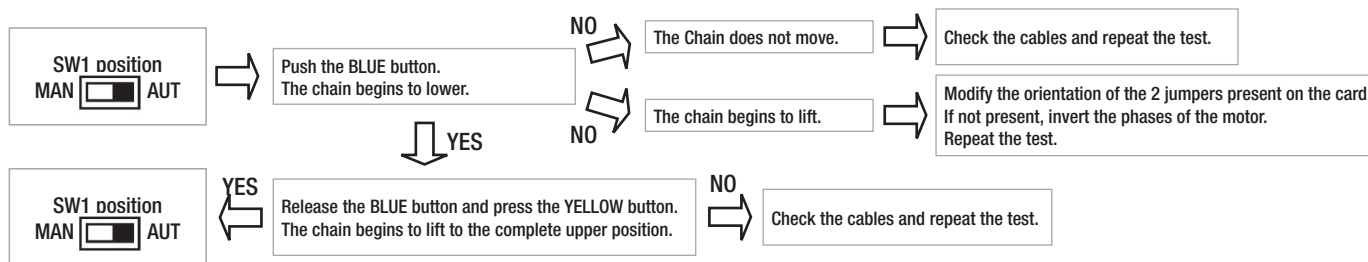 SW1 position
MAN AUT
Push the BLUE button.
The chain begins to lower.
NO
The Chain does not move.
Check the cables and repeat the test.
NO
The chain begins to lift.
Modify the orientation of the 2 jumpers present on the card
If not present, invert the phases of the motor.
Repeat the test.
YES
Release the BLUE button and press the YELLOW button.
The chain begins to lift to the complete upper position.
YES
SW1 position
MAN AUT
NO
Check the cables and repeat the test.